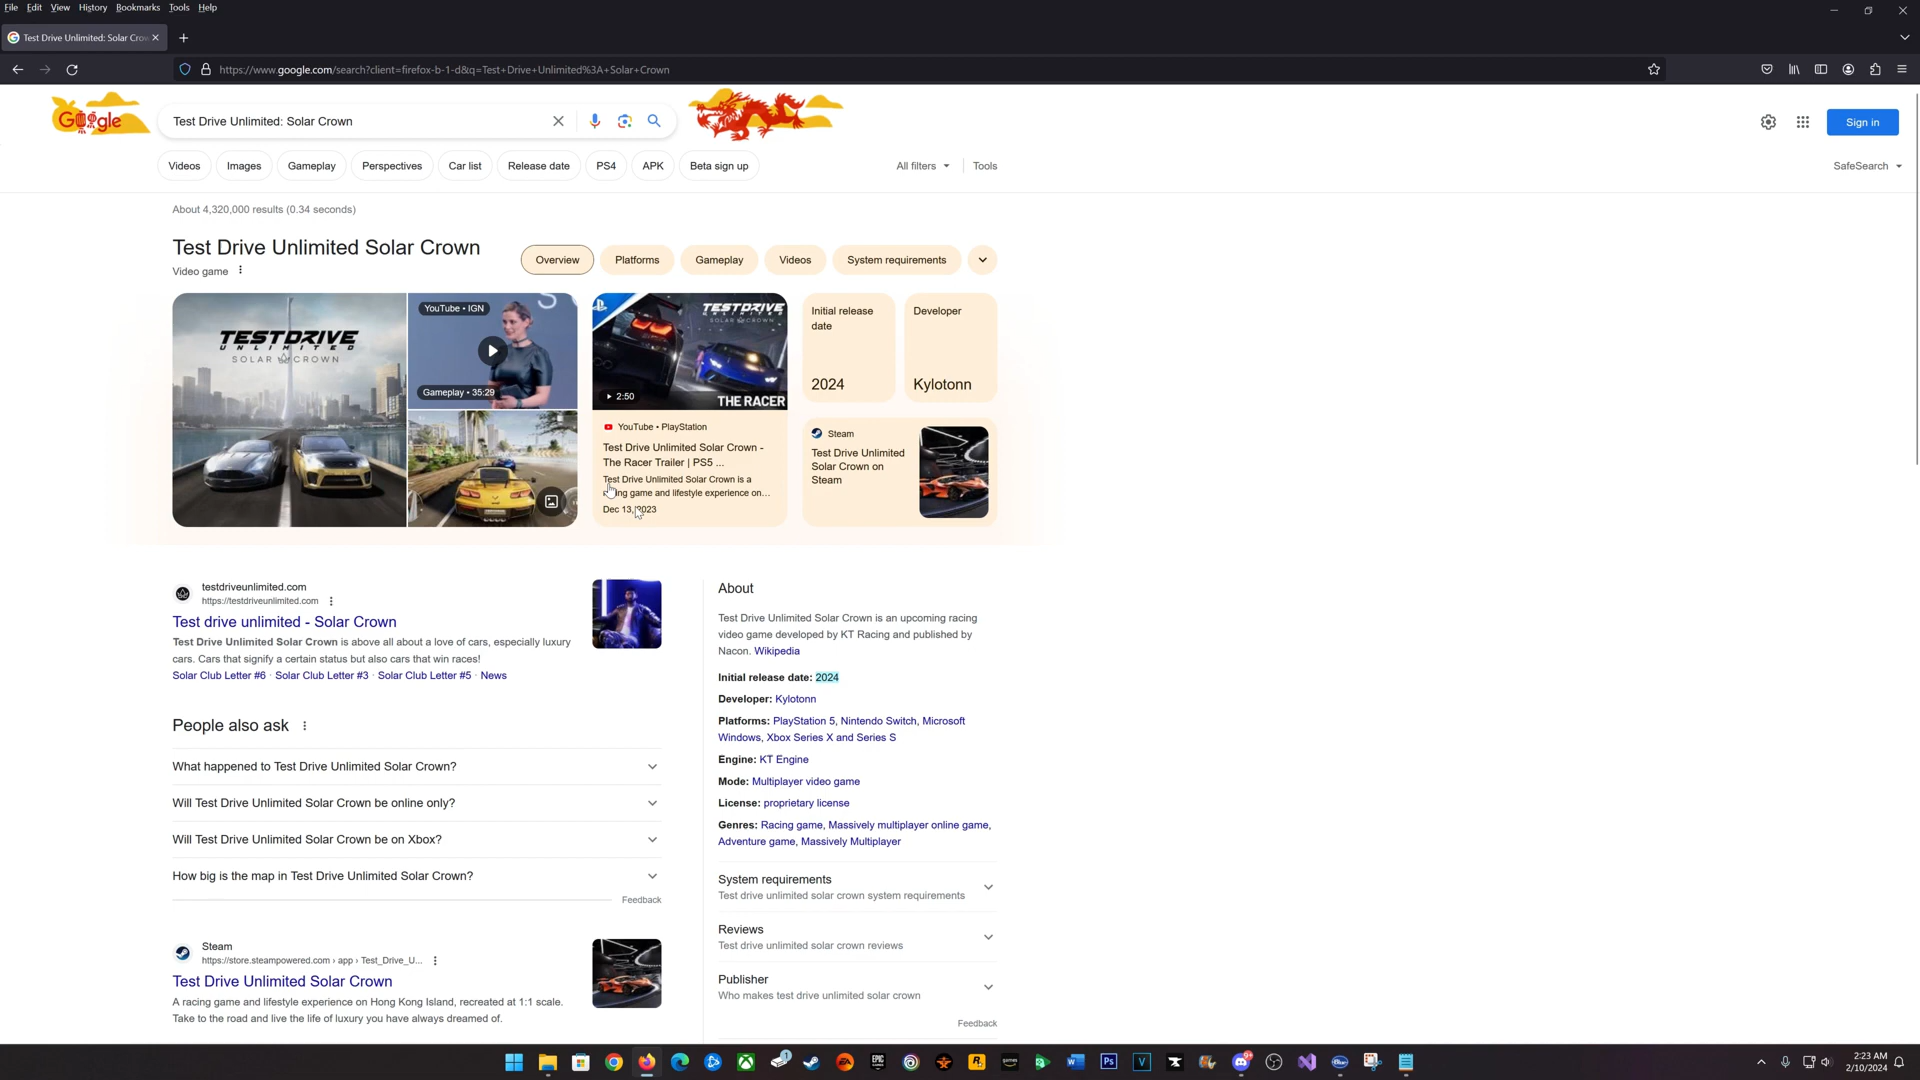 File Edit View History Bookmarks Tools Help
Test Drive Unlimited: Solar Crow
https://www.google.com/search?client=firefox-b-1-d&q=Test+Drive+Unlimited%3A+Solar+Crown
Google
Test Drive Unlimited: Solar Crown
Sign in
Videos Images Gameplay Perspectives Car list Release date PS4 APK Beta sign up All filters Tools SafeSearch
About 4,320,000 results (0.34 seconds)
Test Drive Unlimited Solar Crown
Video game
Overview Platforms Gameplay Videos System requirements
TEST DRIVE
UNLIMITED
SOLAR CROWN
YouTube • IGN
Gameplay • 35:29
TESTDRIVE
UNLIMITED
SOLAR CROWN
2:50
THE RACER
YouTube • PlayStation
Test Drive Unlimited Solar Crown -
The Racer Trailer | PS5 ...
Test Drive Unlimited Solar Crown is a
racing game and lifestyle experience on...
Dec 13, 2023
Initial release
date
2024
Developer
Kylotonn
Steam
Test Drive Unlimited
Solar Crown on
Steam
testdriveunlimited.com
https://testdriveunlimited.com
Test drive unlimited - Solar Crown
Test Drive Unlimited Solar Crown is above all about a love of cars, especially luxury
cars. Cars that signify a certain status but also cars that win races!
Solar Club Letter #6 · Solar Club Letter #3 · Solar Club Letter #5 · News
People also ask
What happened to Test Drive Unlimited Solar Crown?
Will Test Drive Unlimited Solar Crown be online only?
Will Test Drive Unlimited Solar Crown be on Xbox?
How big is the map in Test Drive Unlimited Solar Crown?
Feedback
Steam
https://store.steampowered.com › app › Test_Drive_U...
Test Drive Unlimited Solar Crown
A racing game and lifestyle experience on Hong Kong Island, recreated at 1:1 scale.
Take to the road and live the life of luxury you have always dreamed of.
About
Test Drive Unlimited Solar Crown is an upcoming racing
video game developed by KT Racing and published by
Nacon. Wikipedia
Initial release date: 2024
Developer: Kylotonn
Platforms: PlayStation 5, Nintendo Switch, Microsoft
Windows, Xbox Series X and Series S
Engine: KT Engine
Mode: Multiplayer video game
License: proprietary license
Genres: Racing game, Massively multiplayer online game,
Adventure game, Massively Multiplayer
System requirements
Test drive unlimited solar crown system requirements
Reviews
Test drive unlimited solar crown reviews
Publisher
Who makes test drive unlimited solar crown
Feedback
2:23 AM
2/10/2024